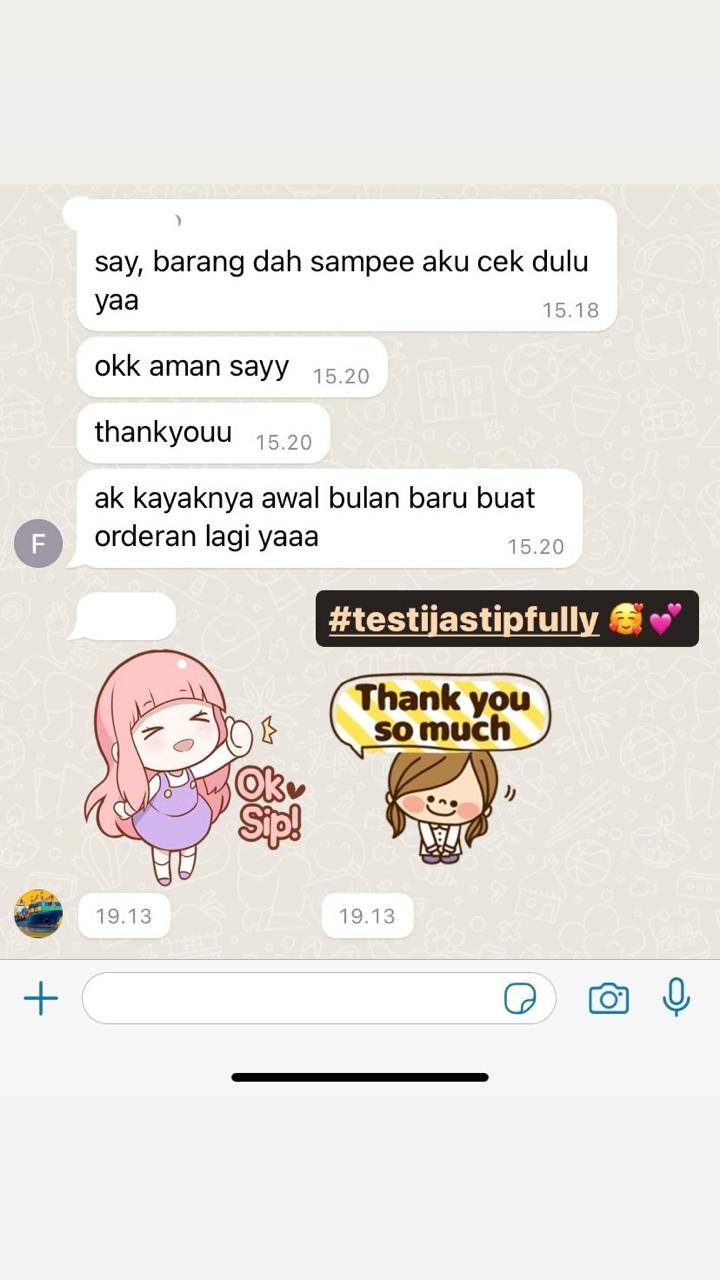 say, barang dah sampee aku cek dulu
yaa
15.18
okk aman sayy 15.20
thankyouu 15.20
ak kayaknya awal bulan baru buat
orderan lagi yaaa
15.20
F
#testijastipfully 🥰💕
Ok
Sip!
Thank you
so much
19.13
19.13